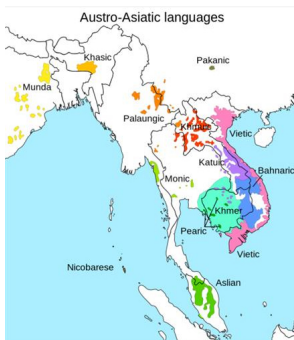 Austro-Asiatic languages
Khasic
Pakanic
Munda
Palaungic
Khmuic
Vietic
Katuic
Bahnaric
Monic
Khmer
Pearic
Vietic
Nicobarese
Aslian